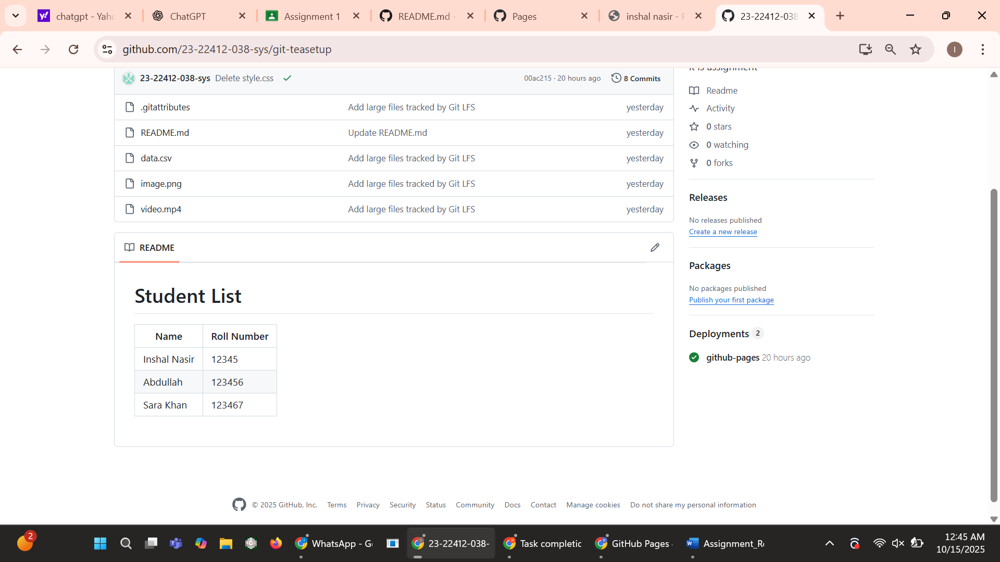 chatgpt - Yaho
ChatGPT
Assignment 1
README.md -
Pages
inshal nasir - P
23-22412-038
github.com/23-22412-038-sys/git-teasetup
I
It is assignment
23-22412-038-sys Delete style.css
00ac215 · 20 hours ago
8 Commits
.gitattributes Add large files tracked by Git LFS yesterday
README.md Update README.md yesterday
data.csv Add large files tracked by Git LFS yesterday
image.png Add large files tracked by Git LFS yesterday
video.mp4 Add large files tracked by Git LFS yesterday
Readme
Activity
0 stars
0 watching
0 forks
Releases
No releases published
Create a new release
Packages
No packages published
Publish your first package
Deployments 2
github-pages 20 hours ago
README
Student List
Name Roll Number
Inshal Nasir 12345
Abdullah 123456
Sara Khan 123467
© 2025 GitHub, Inc. Terms Privacy Security Status Community Docs Contact Manage cookies Do not share my personal information
2
WhatsApp - G
23-22412-038-
Task completic
GitHub Pages
Assignment_R
12:45 AM
10/15/2025